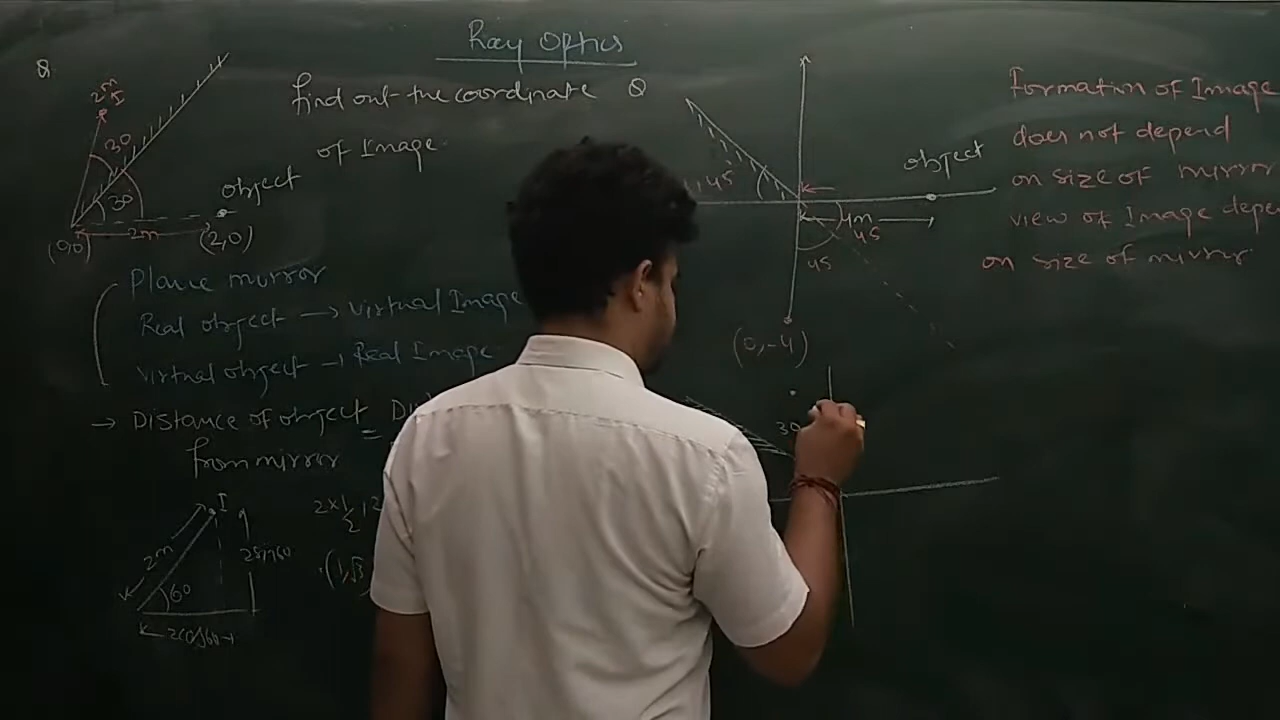 Ray Optics
Q
Find out the coordinate
of Image
30
30
object
2m
(0,0)
(2,0)
Plane mirror
Real object → Virtual Image
Virtual object → Real Image
→ Distance of object =
from mirror
I
2m
60
2sin60
2cos60
2×1/2
(1,√3
Q
45
object
4m
45
45
(0,-4)
30
Formation of Image
does not depend
on size of mirror
view of Image depe
on size of mirror